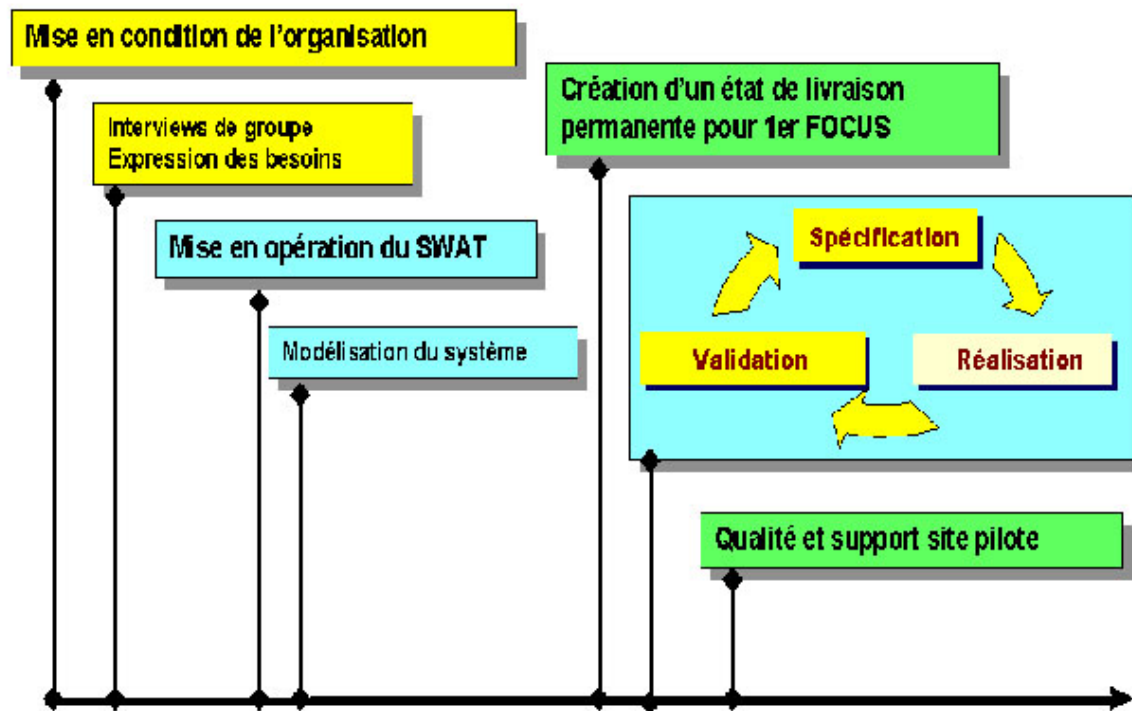 Mise en condition de l'organisation
Interviews de groupe
Expression des besoins
Mise en opération du SWAT
Modélisation du système
Création d'un état de livraison
permanente pour 1er FOCUS
Spécification
Validation
Réalisation
Qualité et support site pilote